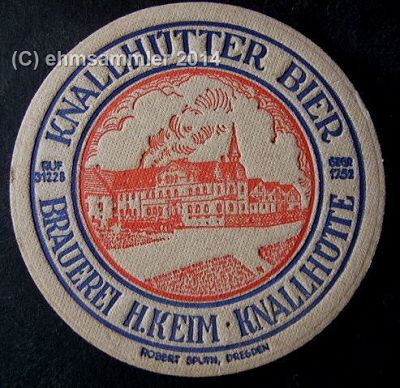 (C) ehmsammler 2014
KNALLHÜTTER BIER
RUF
31228
GEGR
1752
BRAUEREI H. KEIM · KNALLHÜTTE
ROBERT SPUTH, DRESDEN